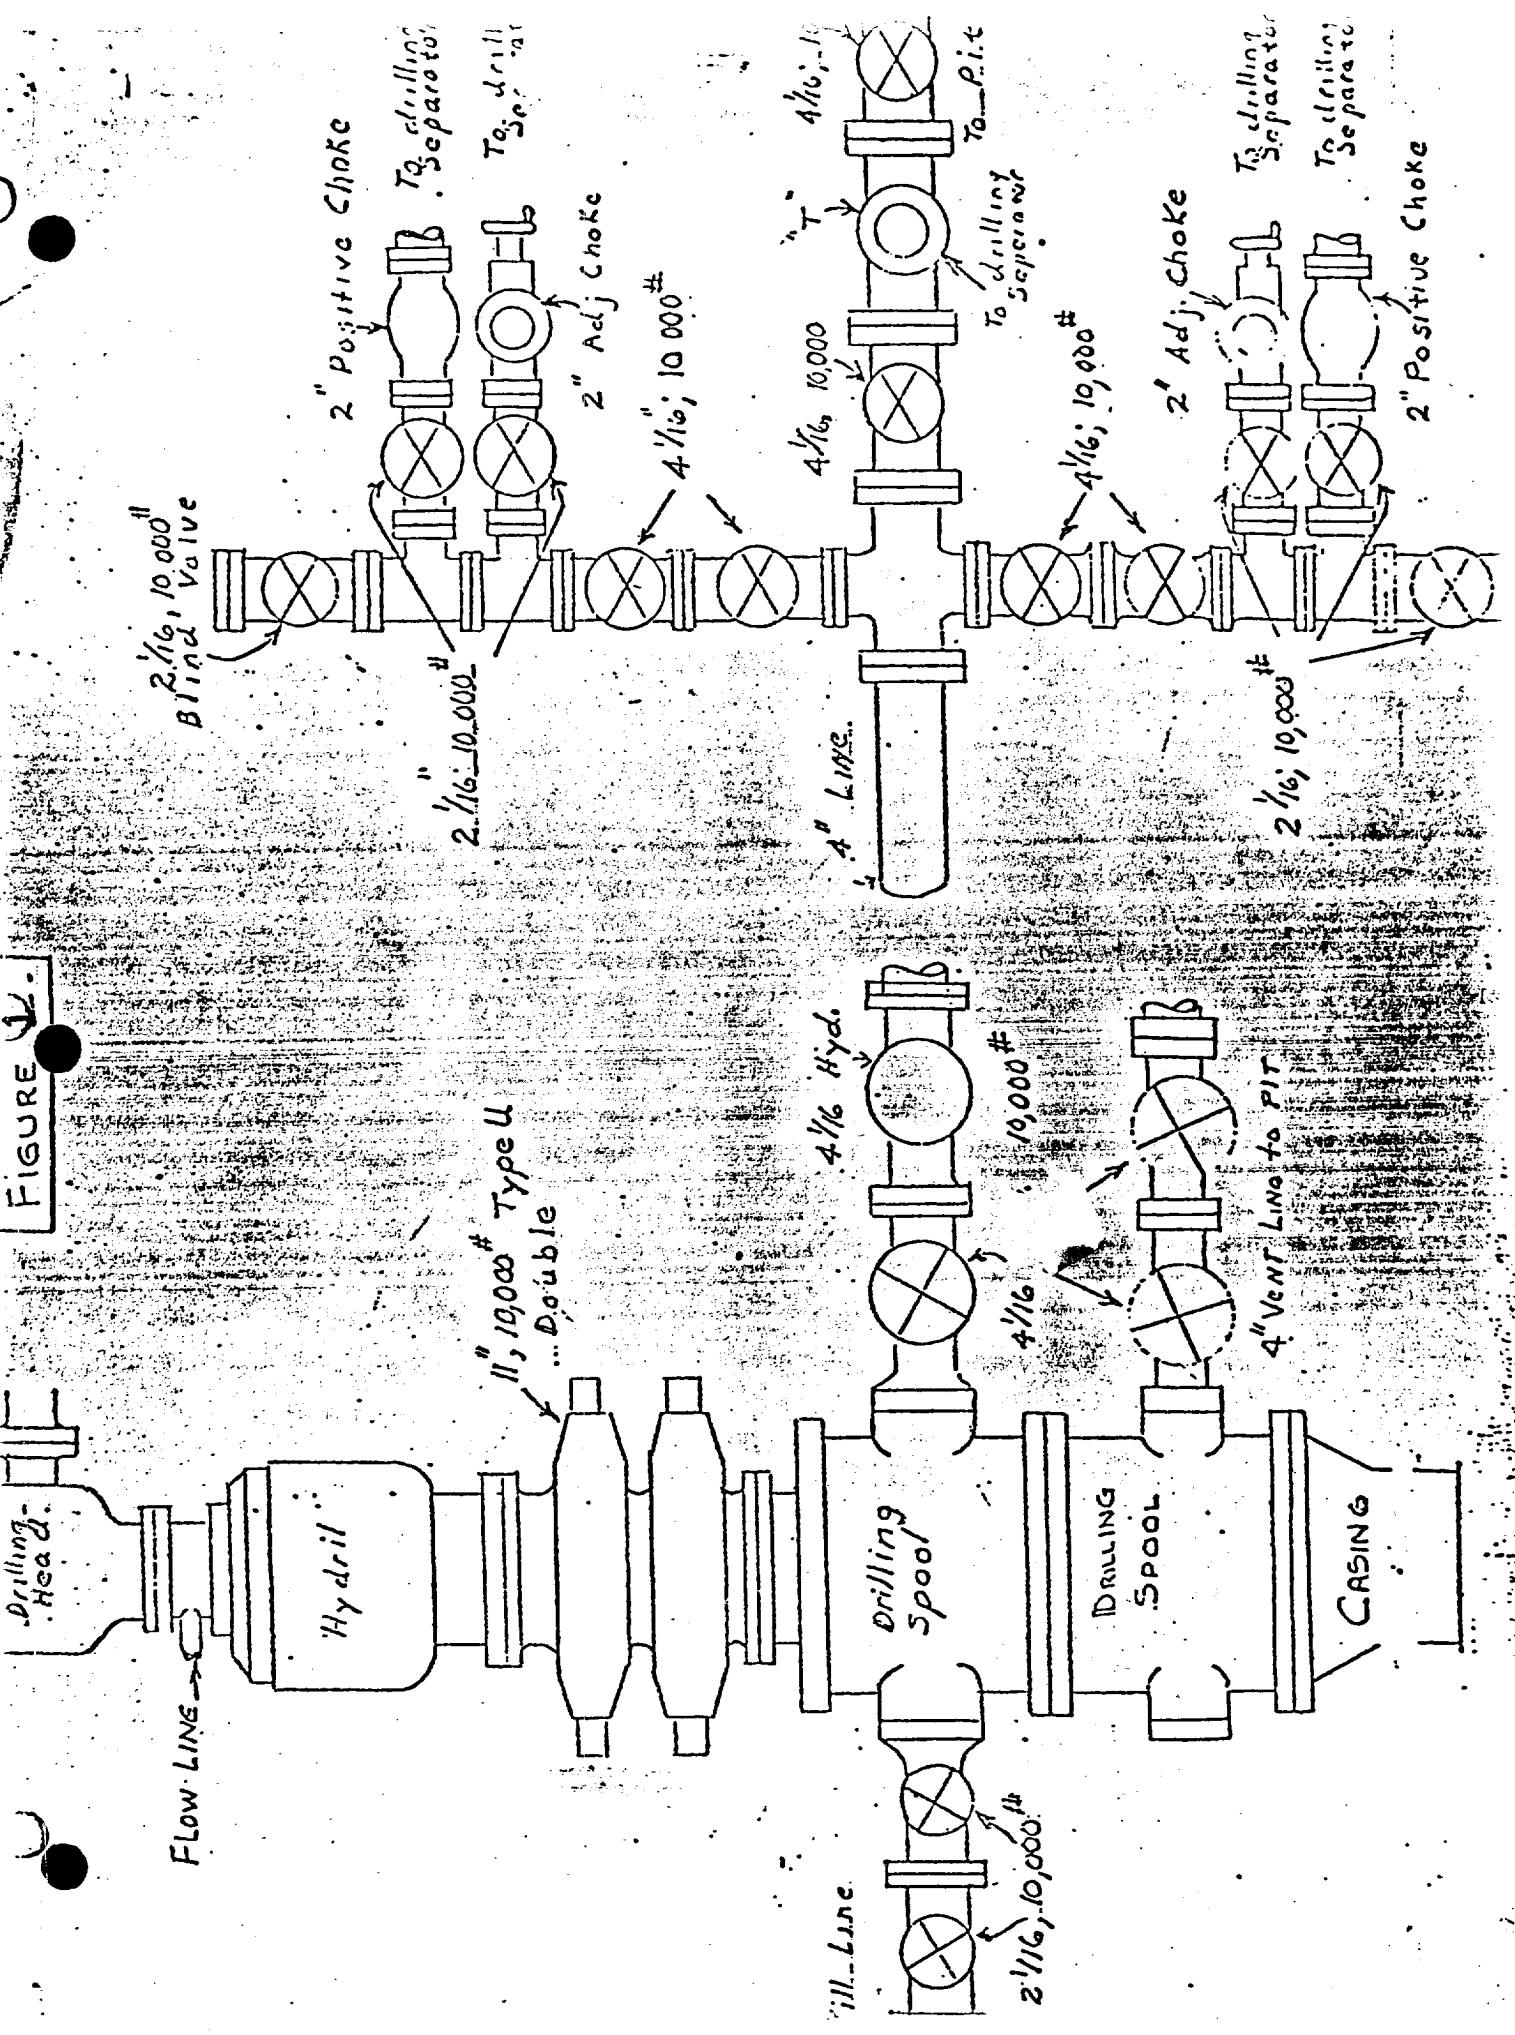 FIGURE
Drilling
Head.
FLOW LINE
Hydril
11", 10,000# Type U
Double
Drilling
Spool
DRILLING
SPOOL
CASING
Line
2 1/16; 10,000#
4 1/16 Hyd.
10,000#
4 1/16
4" VENT LINE to PIT
4" LINE
2 1/16, 10 000#
Blind Valve
2 1/16" 10,000#
2" Positive Choke
To drilling
Separator
To drill
2" Adj Choke
4 1/16"; 10 000#
4 1/16, 10,000
"T"
To drilling
4 1/16;
To Pit
4 1/16; 10,000#
2" Adj. Choke
To drilling
Separator
To drilling
Separator
2" Positive Choke
2 1/16; 10,000#